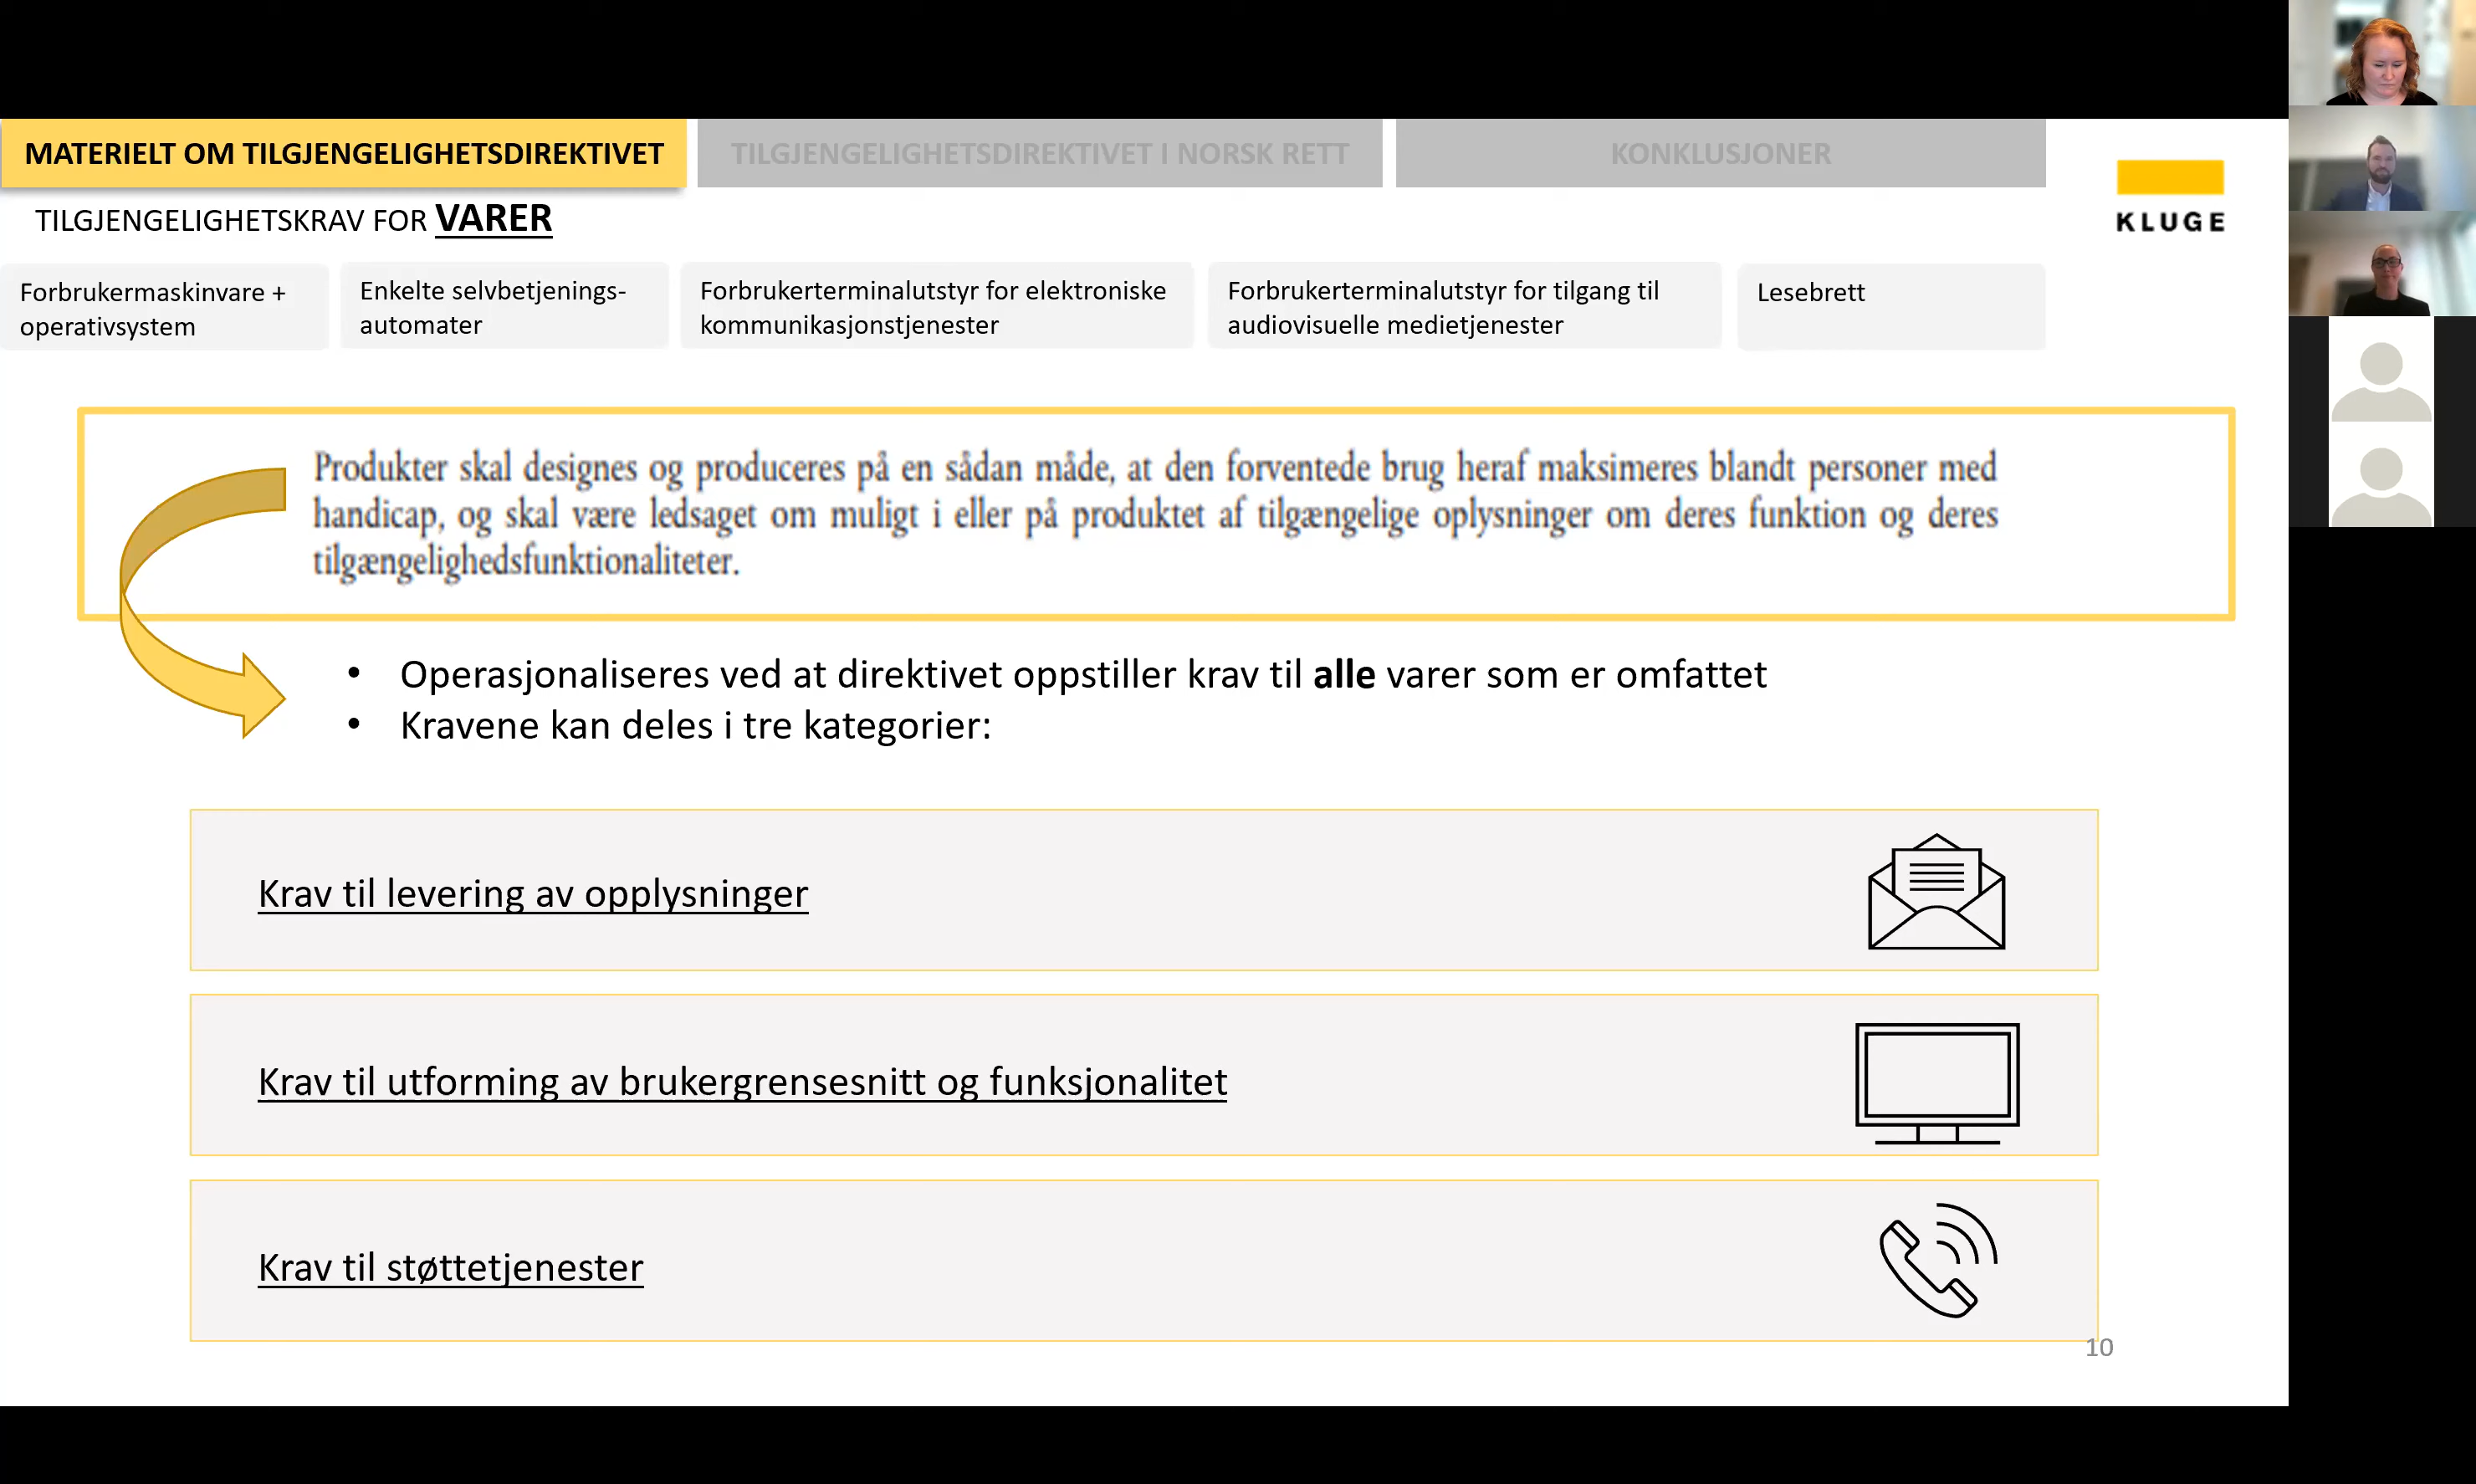 MATERIELT OM TILGJENGELIGHETSDIREKTIVET
TILGJENGELIGHETSDIREKTIVET I NORSK RETT
KONKLUSJONER
KLUGE
TILGJENGELIGHETSKRAV FOR VARER
Forbrukermaskinvare +
operativsystem
Enkelte selvbetjenings-
automater
Forbrukerterminalutstyr for elektroniske
kommunikasjonstjenester
Forbrukerterminalutstyr for tilgang til
audiovisuelle medietjenester
Lesebrett
Produkter skal designes og produceres på en sådan måde, at den forventede brug heraf maksimeres blandt personer med
handicap, og skal være ledsaget om muligt i eller på produktet af tilgængelige oplysninger om deres funktion og deres
tilgængelighedsfunktionaliteter.
• Operasjonaliseres ved at direktivet oppstiller krav til alle varer som er omfattet
• Kravene kan deles i tre kategorier:
Krav til levering av opplysninger
Krav til utforming av brukergrensesnitt og funksjonalitet
Krav til støttetjenester
10